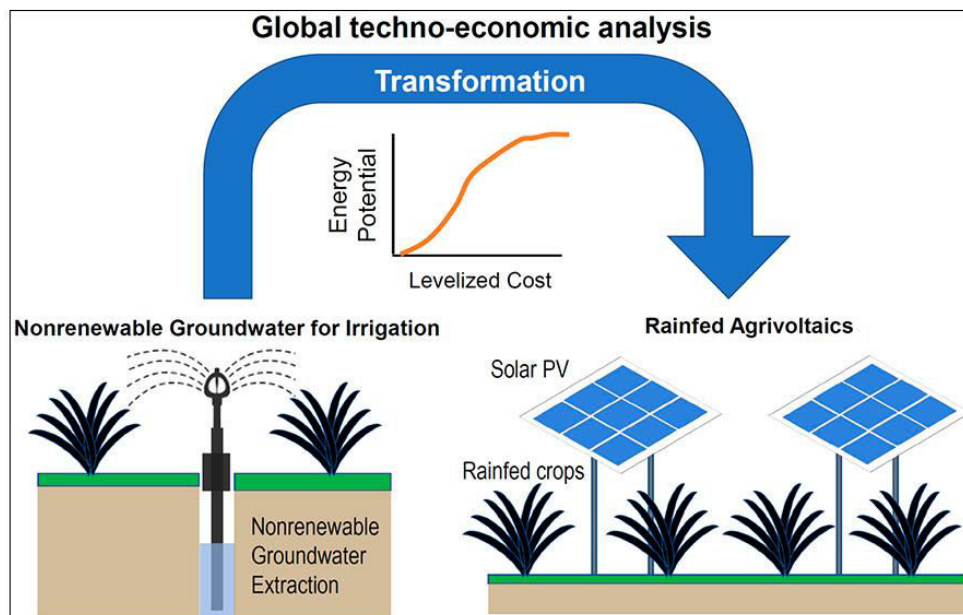 Global techno-economic analysis
Transformation
Energy
Potential
Levelized Cost
Nonrenewable Groundwater for Irrigation
Rainfed Agrivoltaics
Solar PV
Rainfed crops
Nonrenewable
Groundwater
Extraction